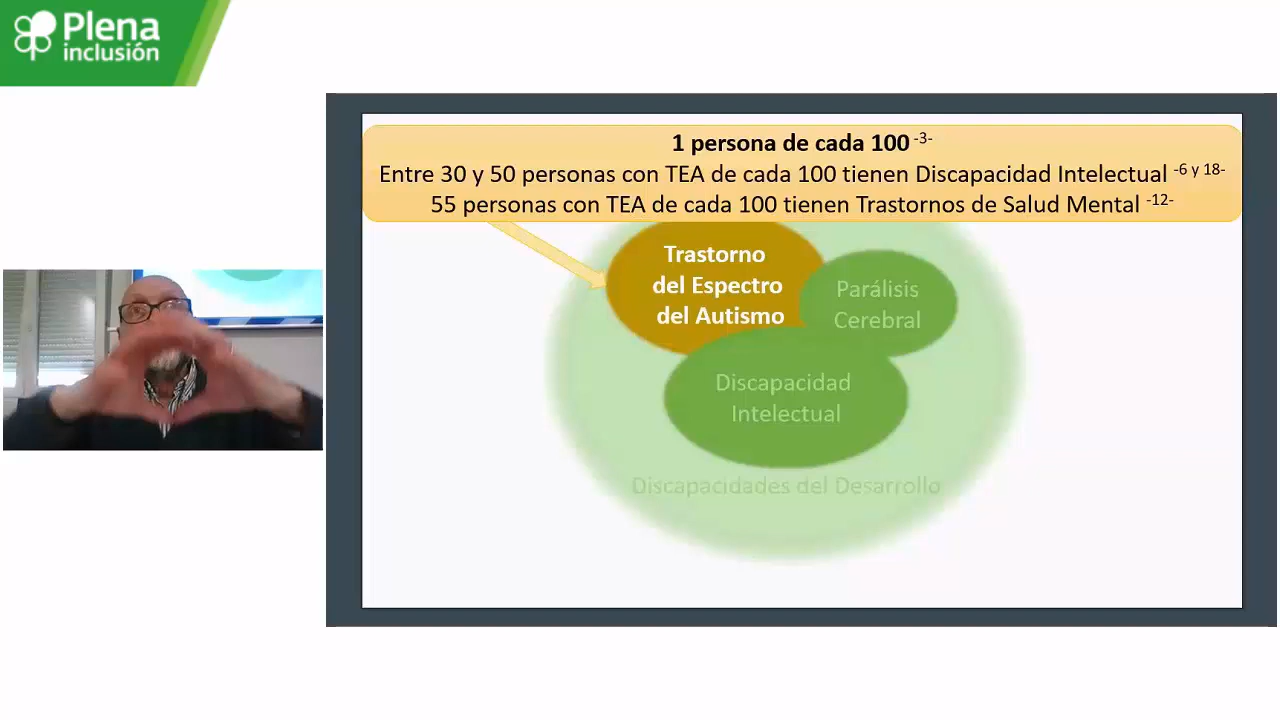 Plena
inclusión
1 persona de cada 100 -3-
Entre 30 y 50 personas con TEA de cada 100 tienen Discapacidad Intelectual -6 y 18-
55 personas con TEA de cada 100 tienen Trastornos de Salud Mental -12-
Trastorno
del Espectro
del Autismo
Parálisis
Cerebral
Discapacidad
Intelectual
Discapacidades del Desarrollo